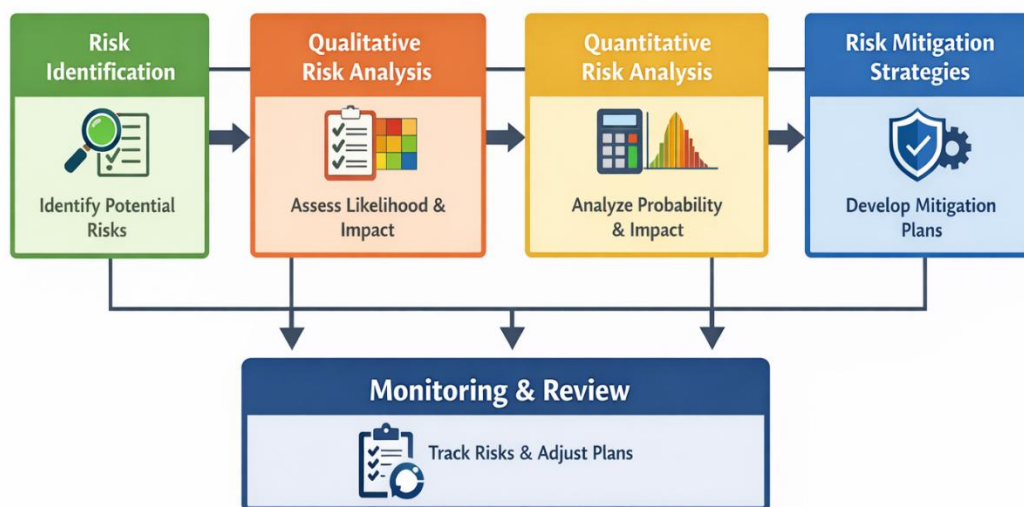 Risk
Identification
Identify Potential
Risks
Qualitative
Risk Analysis
Assess Likelihood &
Impact
Quantitative
Risk Analysis
Analyze Probability
& Impact
Risk Mitigation
Strategies
Develop Mitigation
Plans
Monitoring & Review
Track Risks & Adjust Plans